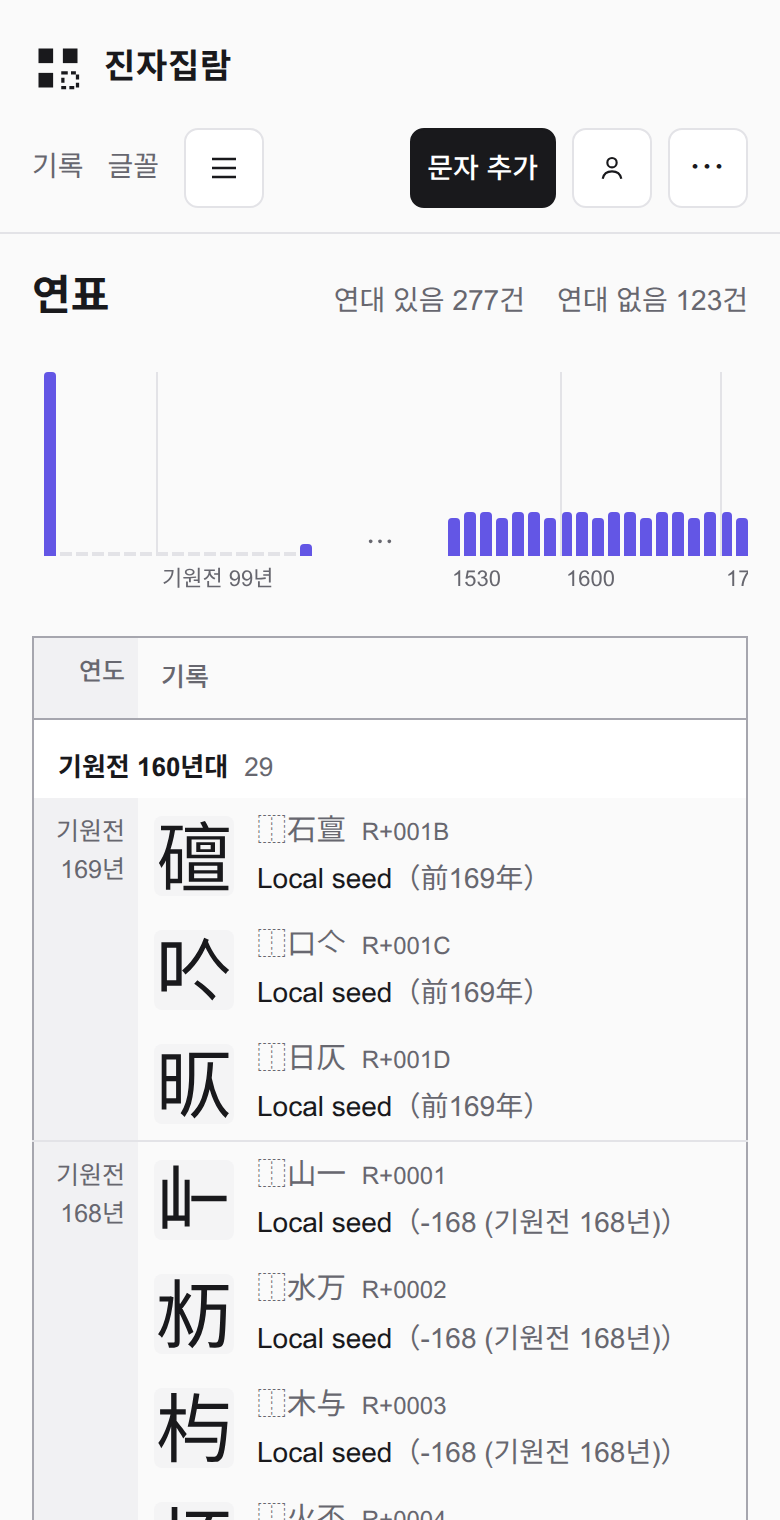 진자집람
기록 글꼴 문자 추가
연표 연대 있음 277건 연대 없음 123건
...
기원전 99년 1530 1600 17
연도 기록
기원전 160년대 29
기원전 169년
⿰石亶 R+001B
Local seed（前169年）
⿰口亽 R+001C
Local seed（前169年）
⿰日仄 R+001D
Local seed（前169年）
기원전 168년
⿰山一 R+0001
Local seed（-168 (기원전 168년)）
⿰水万 R+0002
Local seed（-168 (기원전 168년)）
⿰木与 R+0003
Local seed（-168 (기원전 168년)）